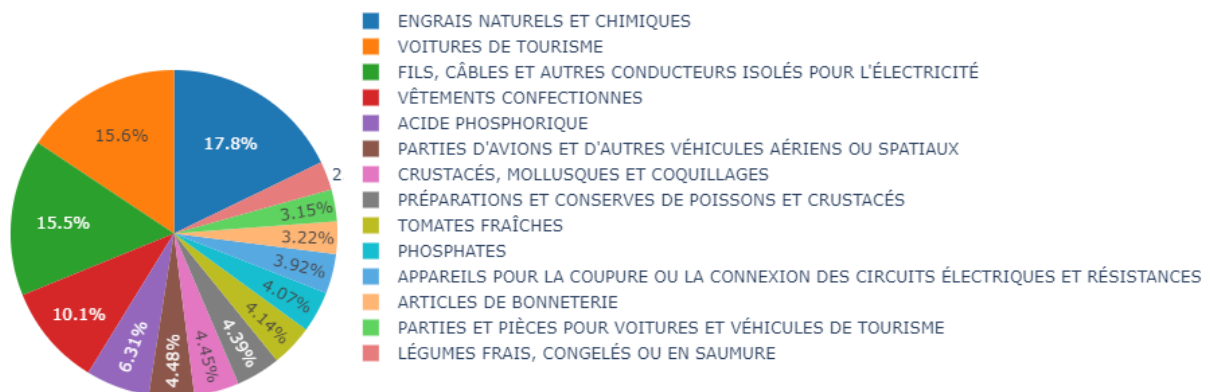 ENGRAIS NATURELS ET CHIMIQUES
VOITURES DE TOURISME
FILS, CÂBLES ET AUTRES CONDUCTEURS ISOLÉS POUR L'ÉLECTRICITÉ
VÊTEMENTS CONFECTIONNES
ACIDE PHOSPHORIQUE
PARTIES D'AVIONS ET D'AUTRES VÉHICULES AÉRIENS OU SPATIAUX
CRUSTACÉS, MOLLUSQUES ET COQUILLAGES
PRÉPARATIONS ET CONSERVES DE POISSONS ET CRUSTACÉS
TOMATES FRAÎCHES
PHOSPHATES
APPAREILS POUR LA COUPURE OU LA CONNEXION DES CIRCUITS ÉLECTRIQUES ET RÉSISTANCES
ARTICLES DE BONNETERIE
PARTIES ET PIÈCES POUR VOITURES ET VÉHICULES DE TOURISME
LÉGUMES FRAIS, CONGELÉS OU EN SAUMURE
17.8%
15.6%
15.5%
10.1%
6.31%
4.48%
4.45%
4.39%
4.14%
4.07%
3.92%
3.22%
3.15%
2